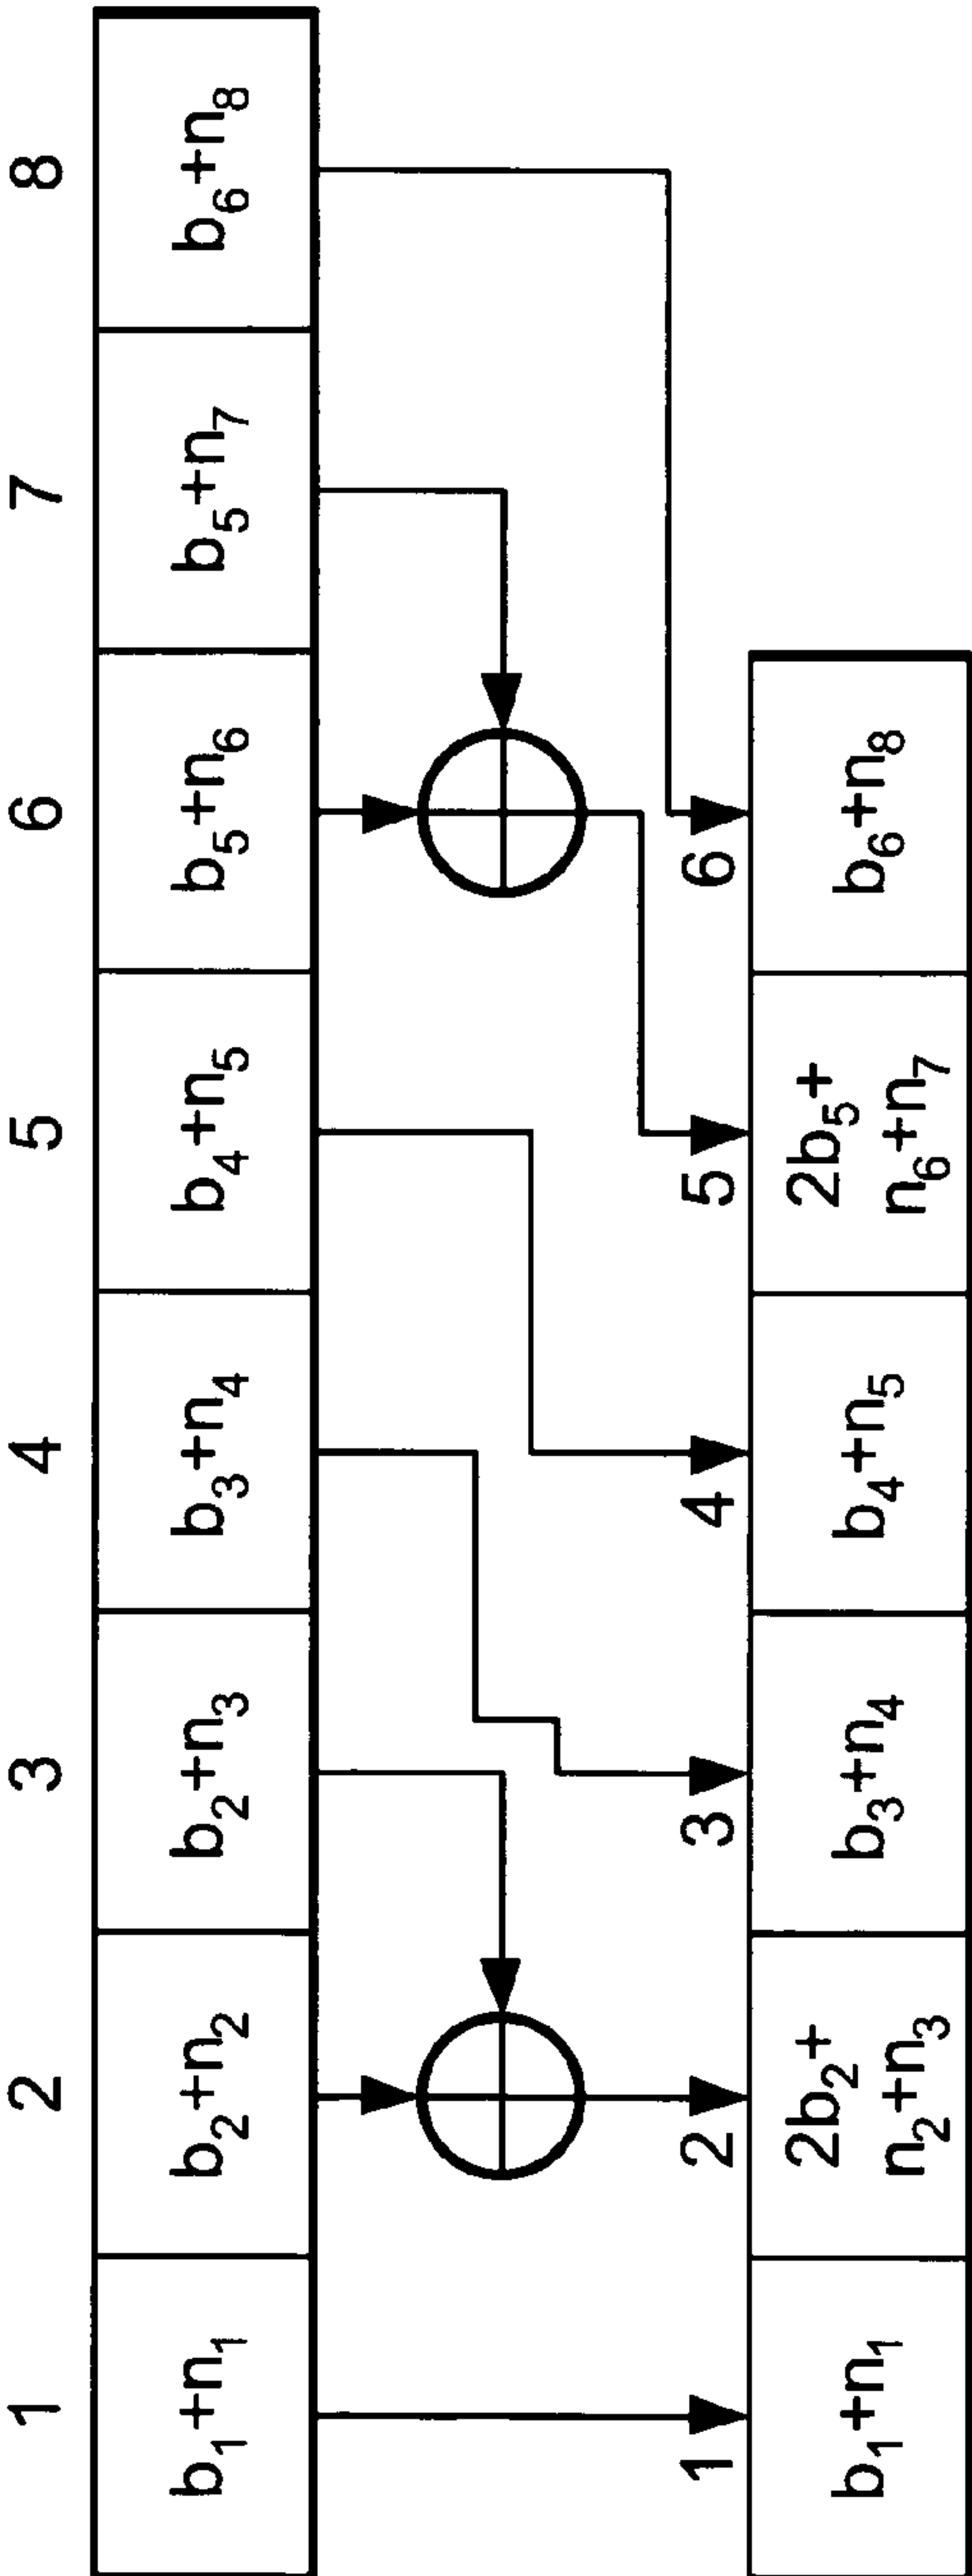 1 2 3 4 5 6 7 8
b₁+n₁ b₂+n₂ b₂+n₃ b₃+n₄ b₄+n₅ b₅+n₆ b₅+n₇ b₆+n₈
1 2 3 4 5 6
b₁+n₁ 2b₂+ b₃+n₄ b₄+n₅ 2b₅+ b₆+n₈
n₂+n₃ n₆+n₇